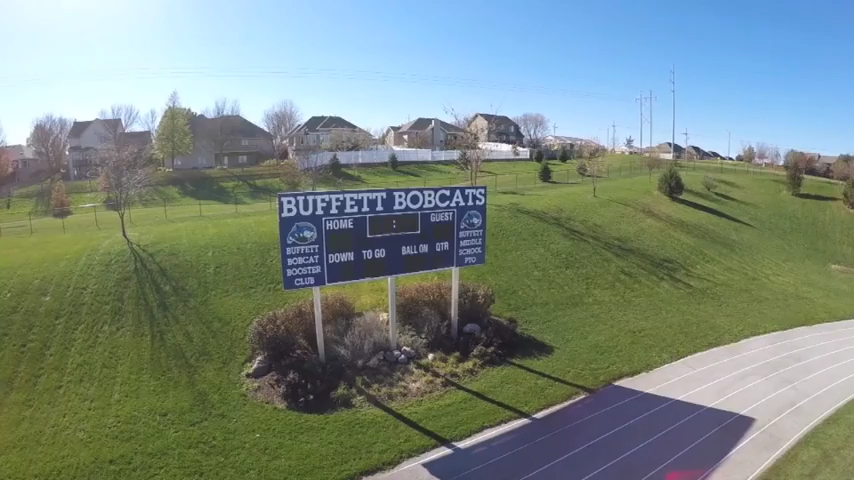 BUFFETT BOBCATS
HOME : GUEST
DOWN TO GO BALL ON QTR
BUFFETT
BOBCAT
BOOSTER
CLUB
BUFFETT
MIDDLE
SCHOOL
PTO